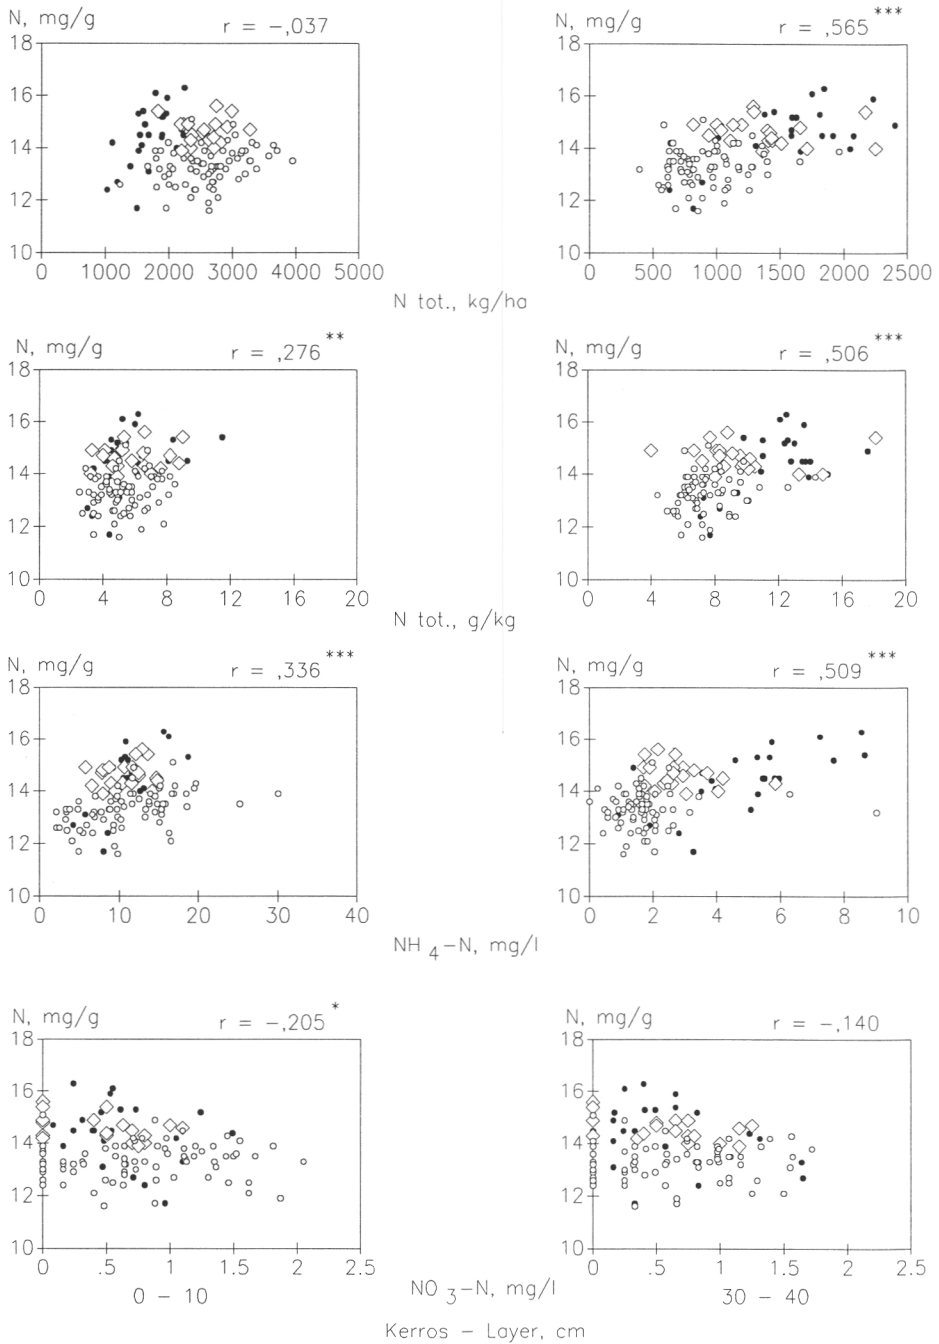 N, mg/g r = –,037 N, mg/g r = ,565 ***
18 18
16 16
14 14
12 12
10 10
0 1000 2000 3000 4000 5000 0 500 1000 1500 2000 2500
N tot., kg/ha
N, mg/g r = ,276 ** N, mg/g r = ,506 ***
18 18
16 16
14 14
12 12
10 10
0 4 8 12 16 20 0 4 8 12 16 20
N tot., g/kg
N, mg/g r = ,336 *** N, mg/g r = ,509 ***
18 18
16 16
14 14
12 12
10 10
0 10 20 30 40 0 2 4 6 8 10
NH 4–N, mg/l
N, mg/g r = –,205 * N, mg/g r = –,140
18 18
16 16
14 14
12 12
10 10
0 .5 1 1.5 2 2.5 0 .5 1 1.5 2 2.5
NO 3–N, mg/l
0 – 10 30 – 40
Kerros – Layer, cm